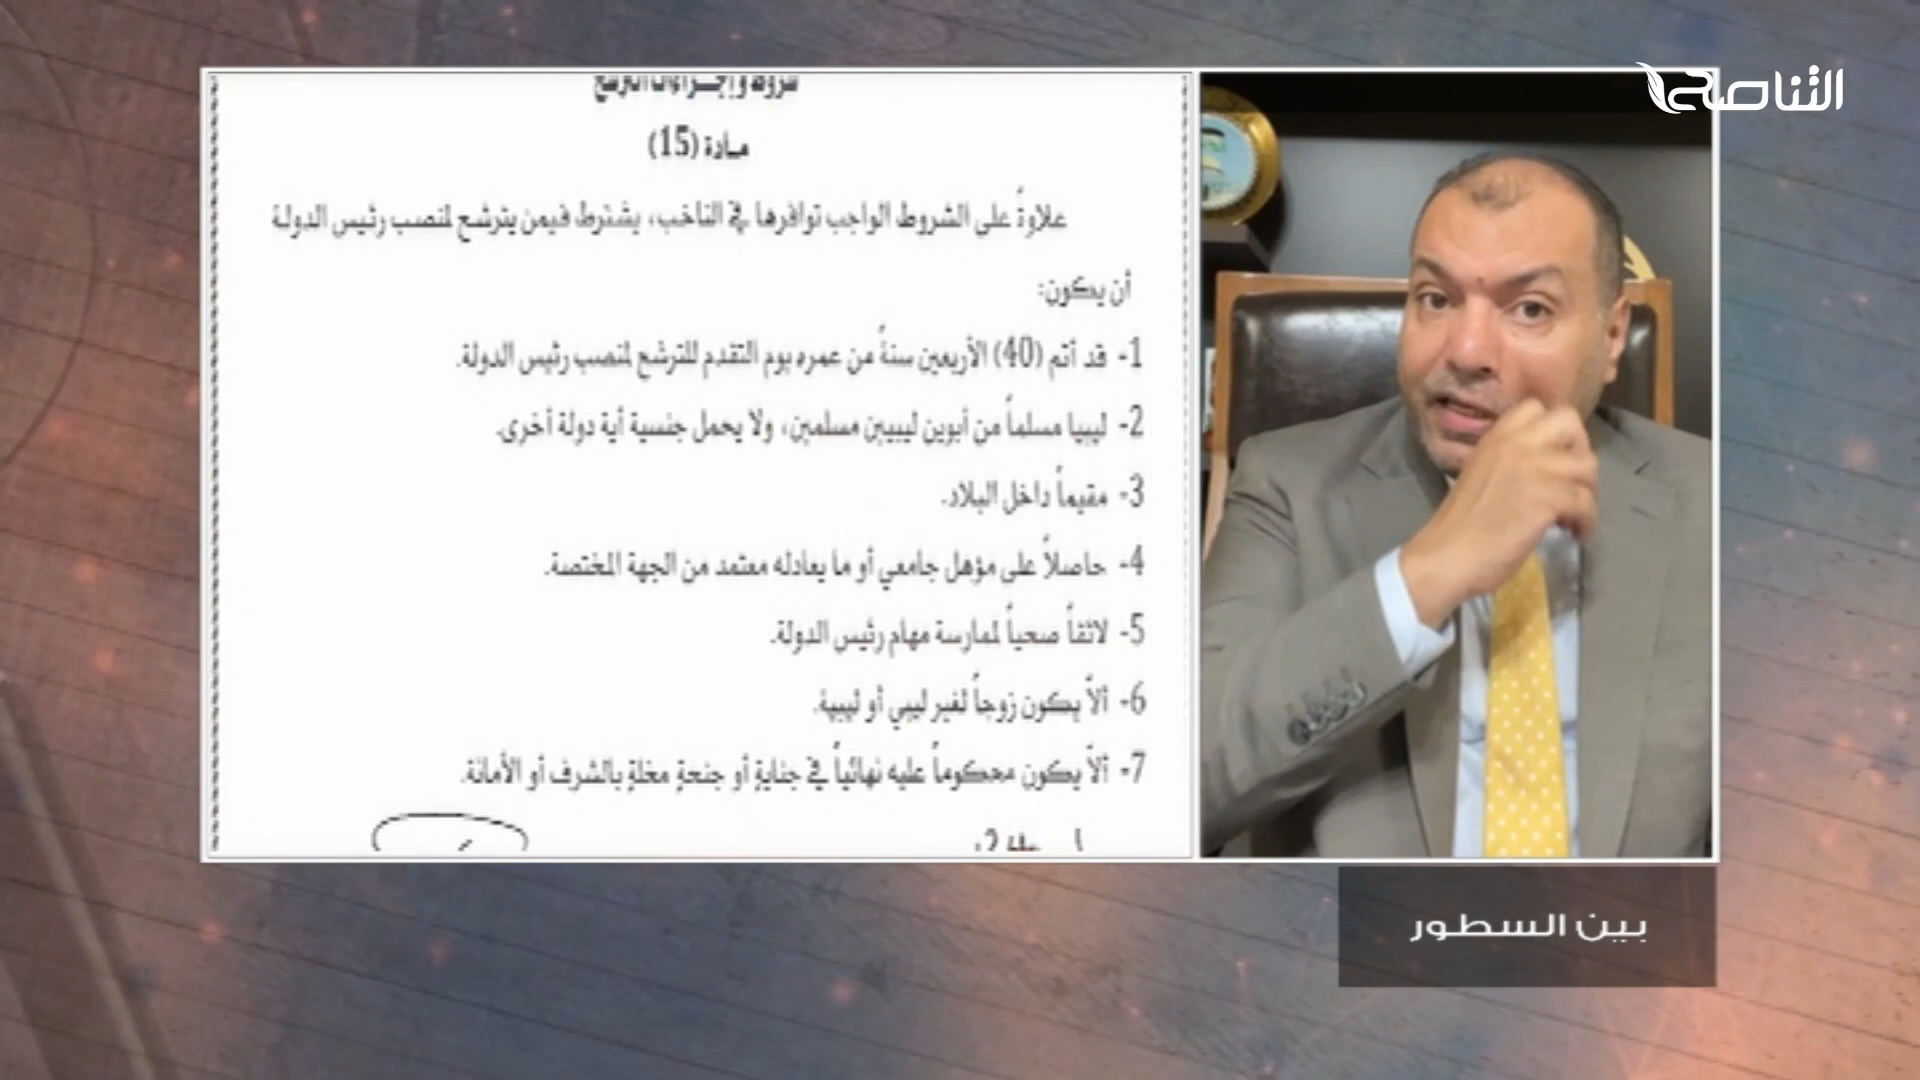 التناصح
شروط وإجراءات الترشح
مادة (15)
علاوةً على الشروط الواجب توافرها في الناخب، يشترط فيمن يترشح لمنصب رئيس الدولة
أن يكون:
1- قد أتم (40) الأربعين سنةً من عمره يوم التقدم للترشح لمنصب رئيس الدولة.
2- ليبيا مسلماً من أبوين ليبيين مسلمين، ولا يحمل جنسية أية دولة أخرى.
3- مقيماً داخل البلاد.
4- حاصلاً على مؤهل جامعي أو ما يعادله معتمد من الجهة المختصة.
5- لائقاً صحياً لممارسة مهام رئيس الدولة.
6- ألاّ يكون زوجاً لغير ليبي أو ليبية.
7- ألاّ يكون محكوماً عليه نهائياً في جنايةٍ أو جنحةٍ مخلةٍ بالشرف أو الأمانة.
بين السطور